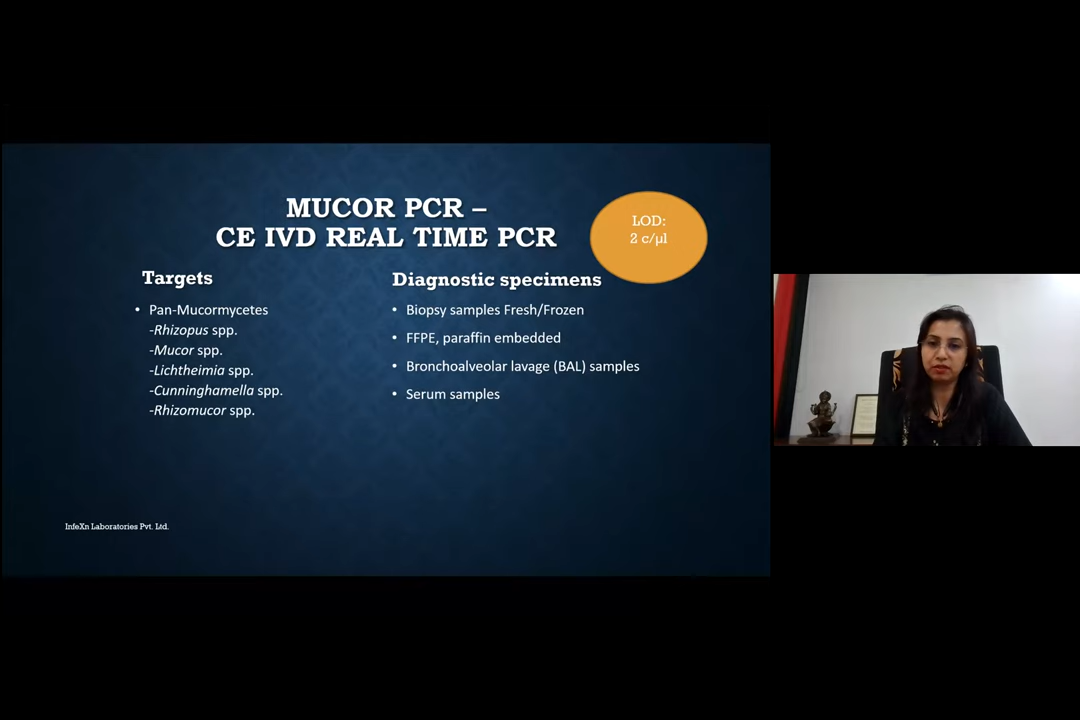 MUCOR PCR –
CE IVD REAL TIME PCR
LOD:
2 c/µl
Targets
• Pan-Mucormycetes
-Rhizopus spp.
-Mucor spp.
-Lichtheimia spp.
-Cunninghamella spp.
-Rhizomucor spp.
Diagnostic specimens
• Biopsy samples Fresh/Frozen
• FFPE, paraffin embedded
• Bronchoalveolar lavage (BAL) samples
• Serum samples
InfeXn Laboratories Pvt. Ltd.